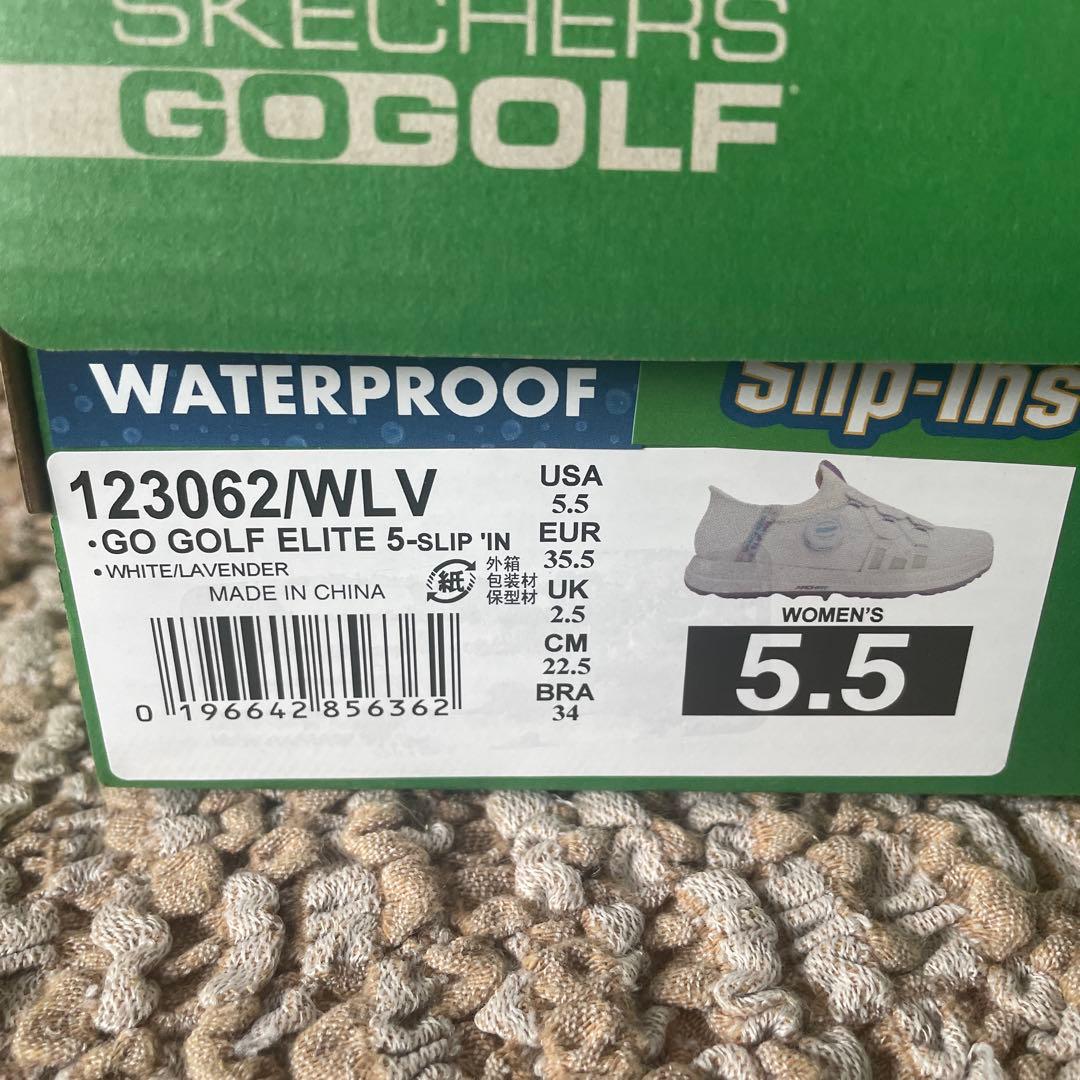 SKECHERS
GOGOLF
WATERPROOF
Slip-ins
123062/WLV
•GO GOLF ELITE 5-SLIP 'IN
•WHITE/LAVENDER
MADE IN CHINA
紙
外箱
包装材
保型材
0 196642 856362
USA
5.5
EUR
35.5
UK
2.5
CM
22.5
BRA
34
WOMEN'S
5.5